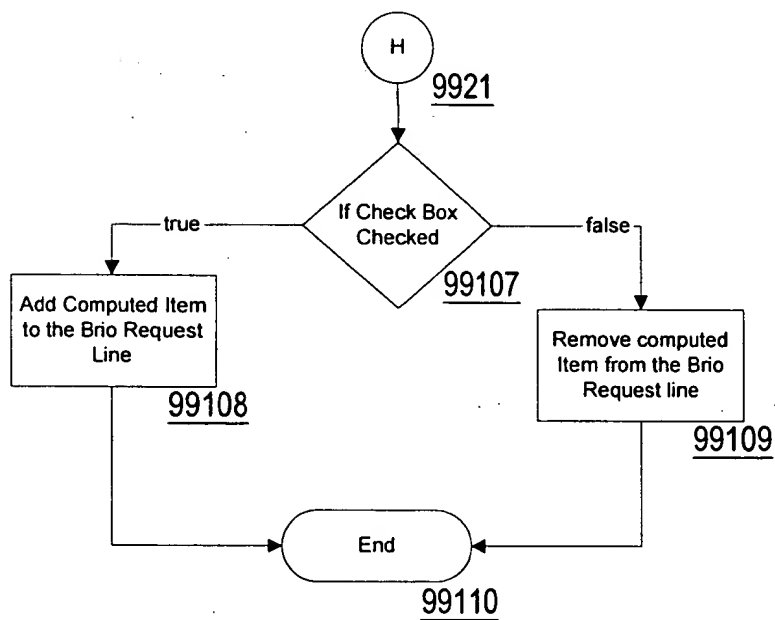 H
9921
If Check Box
Checked
99107
true
false
Add Computed Item
to the Brio Request
Line
99108
Remove computed
Item from the Brio
Request line
99109
End
99110